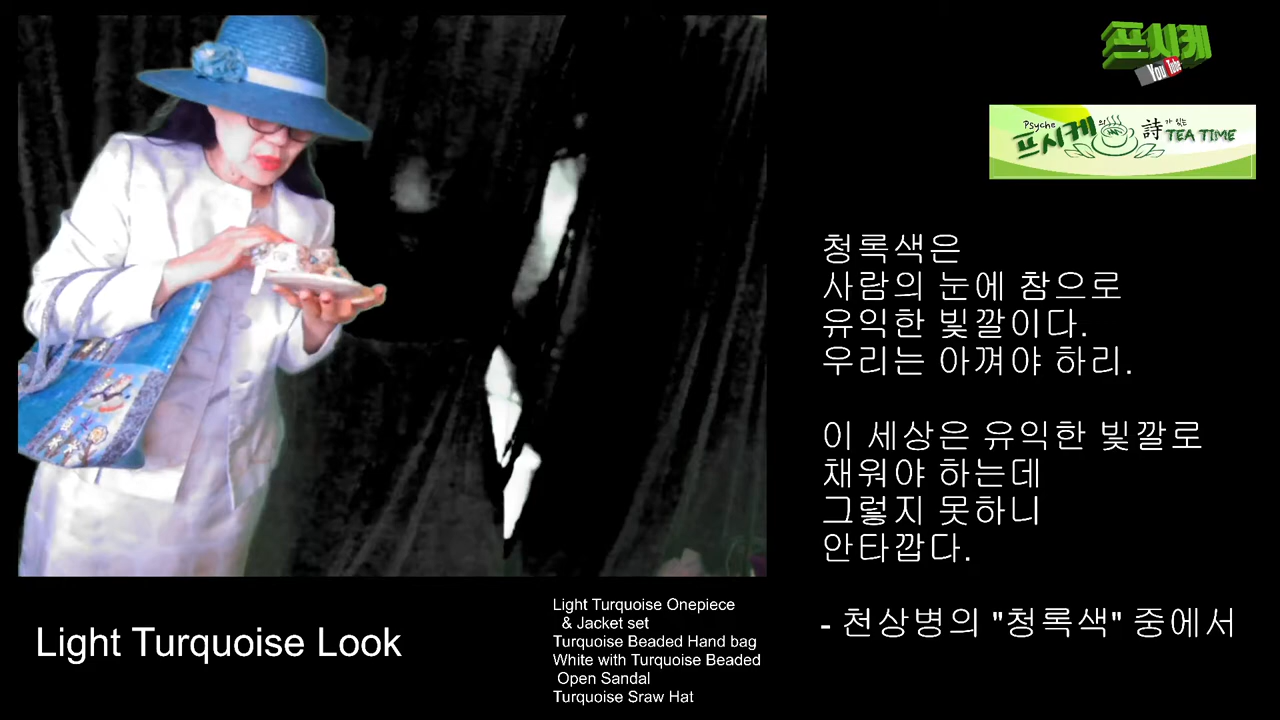 프시케
YouTube
Psyche
프시케의 詩가 있는 TEA TIME
청록색은
사람의 눈에 참으로
유익한 빛깔이다.
우리는 아껴야 하리.
이 세상은 유익한 빛깔로
채워야 하는데
그렇지 못하니
안타깝다.
- 천상병의 "청록색" 중에서
Light Turquoise Look
Light Turquoise Onepiece
& Jacket set
Turquoise Beaded Hand bag
White with Turquoise Beaded
Open Sandal
Turquoise Sraw Hat